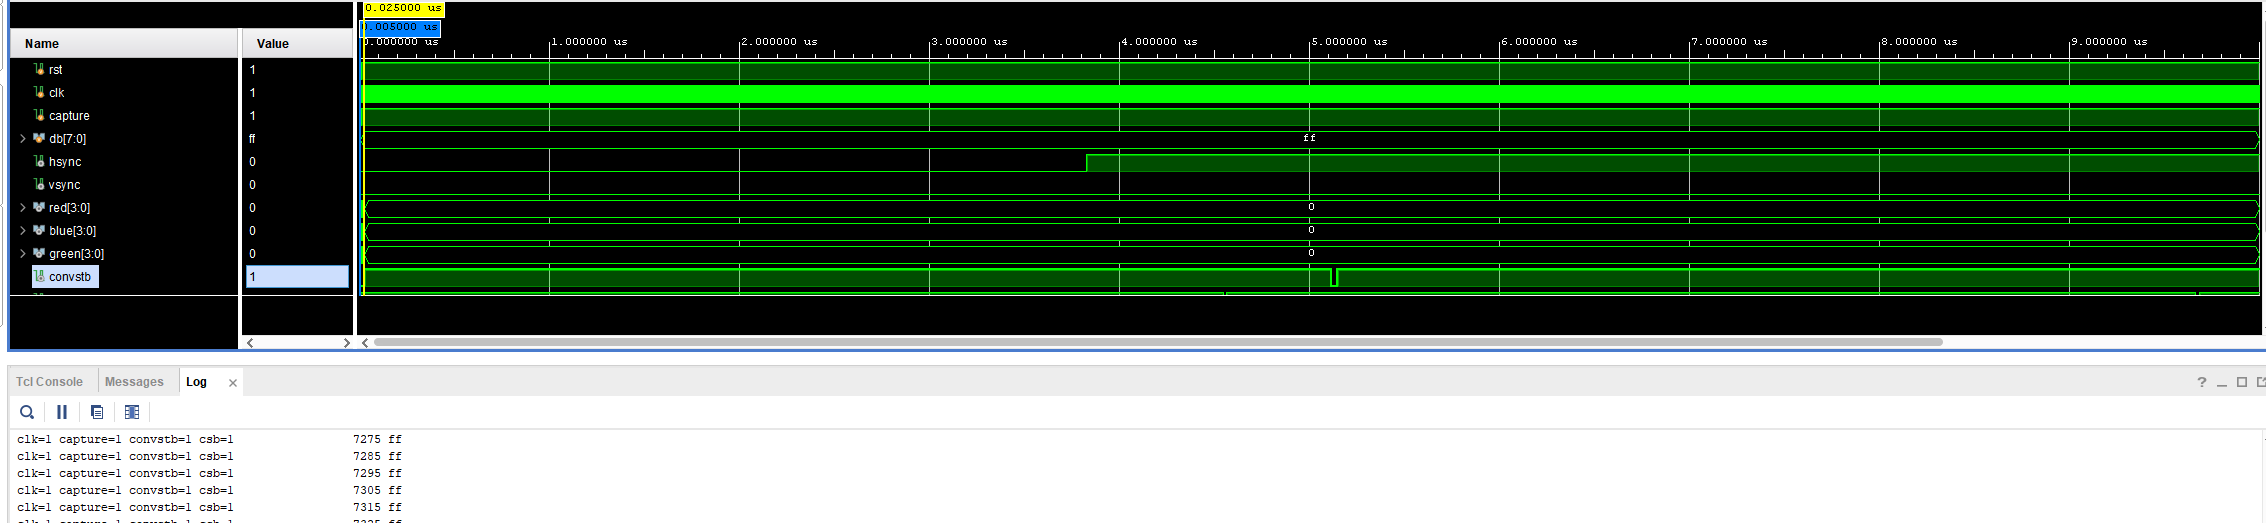 0.025000 us
0.005000 us
Name Value
0.000000 us 1.000000 us 2.000000 us 3.000000 us 4.000000 us 5.000000 us 6.000000 us 7.000000 us 8.000000 us 9.000000 us
rst 1
clk 1
capture 1
db[7:0] ff ff
hsync 0
vsync 0
red[3:0] 0 0
blue[3:0] 0 0
green[3:0] 0 0
convstb 1
Tcl Console Messages Log
clk=1 capture=1 convstb=1 csb=1 7275 ff
clk=1 capture=1 convstb=1 csb=1 7285 ff
clk=1 capture=1 convstb=1 csb=1 7295 ff
clk=1 capture=1 convstb=1 csb=1 7305 ff
clk=1 capture=1 convstb=1 csb=1 7315 ff